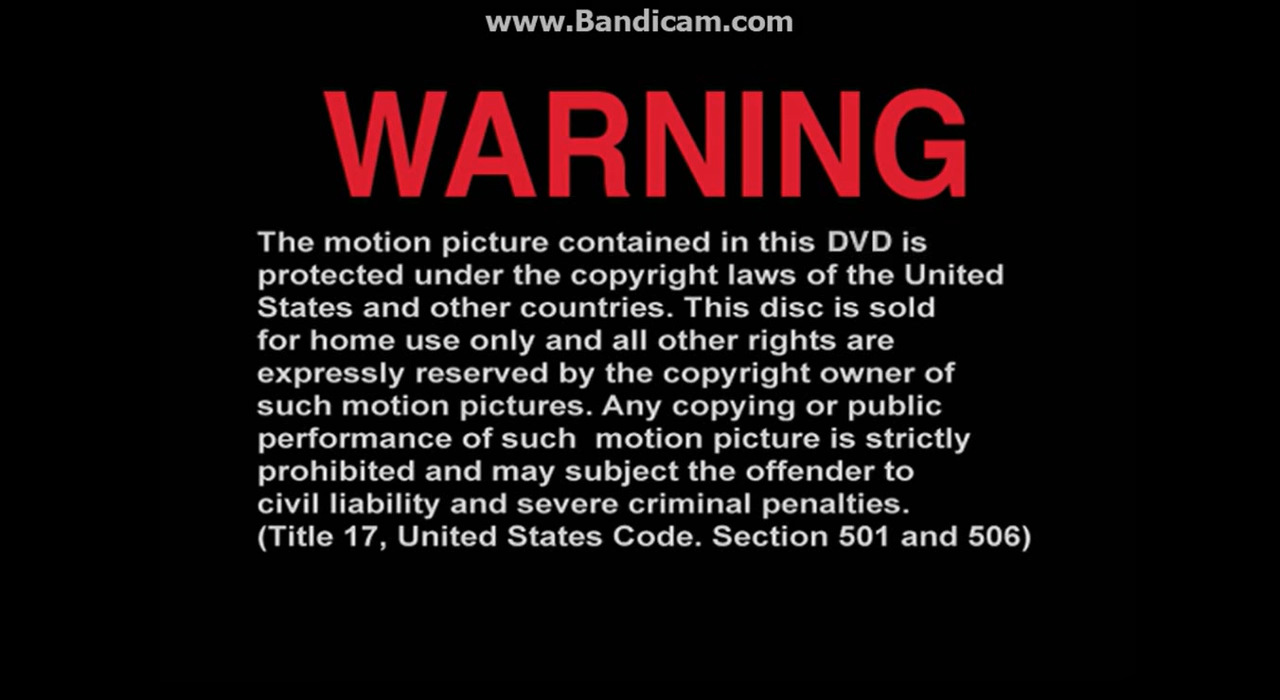 www.Bandicam.com
WARNING
The motion picture contained in this DVD is
protected under the copyright laws of the United
States and other countries. This disc is sold
for home use only and all other rights are
expressly reserved by the copyright owner of
such motion pictures. Any copying or public
performance of such  motion picture is strictly
prohibited and may subject the offender to
civil liability and severe criminal penalties.
(Title 17, United States Code. Section 501 and 506)